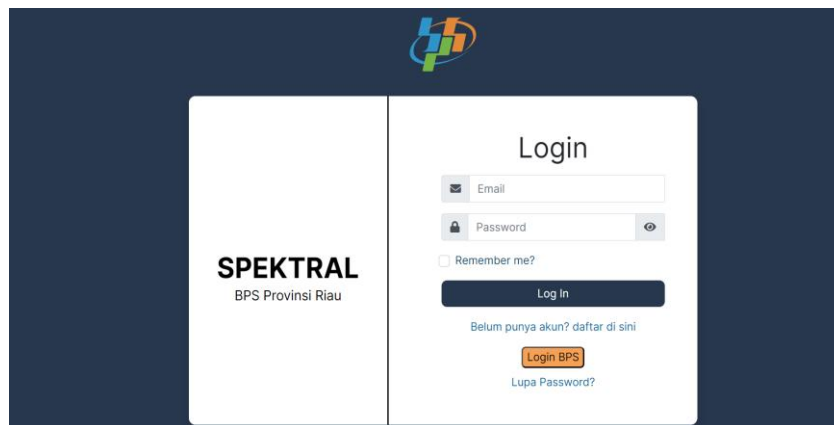 SPEKTRAL
BPS Provinsi Riau
Login
Email
Password
Remember me?
Log In
Belum punya akun? daftar di sini
Login BPS
Lupa Password?